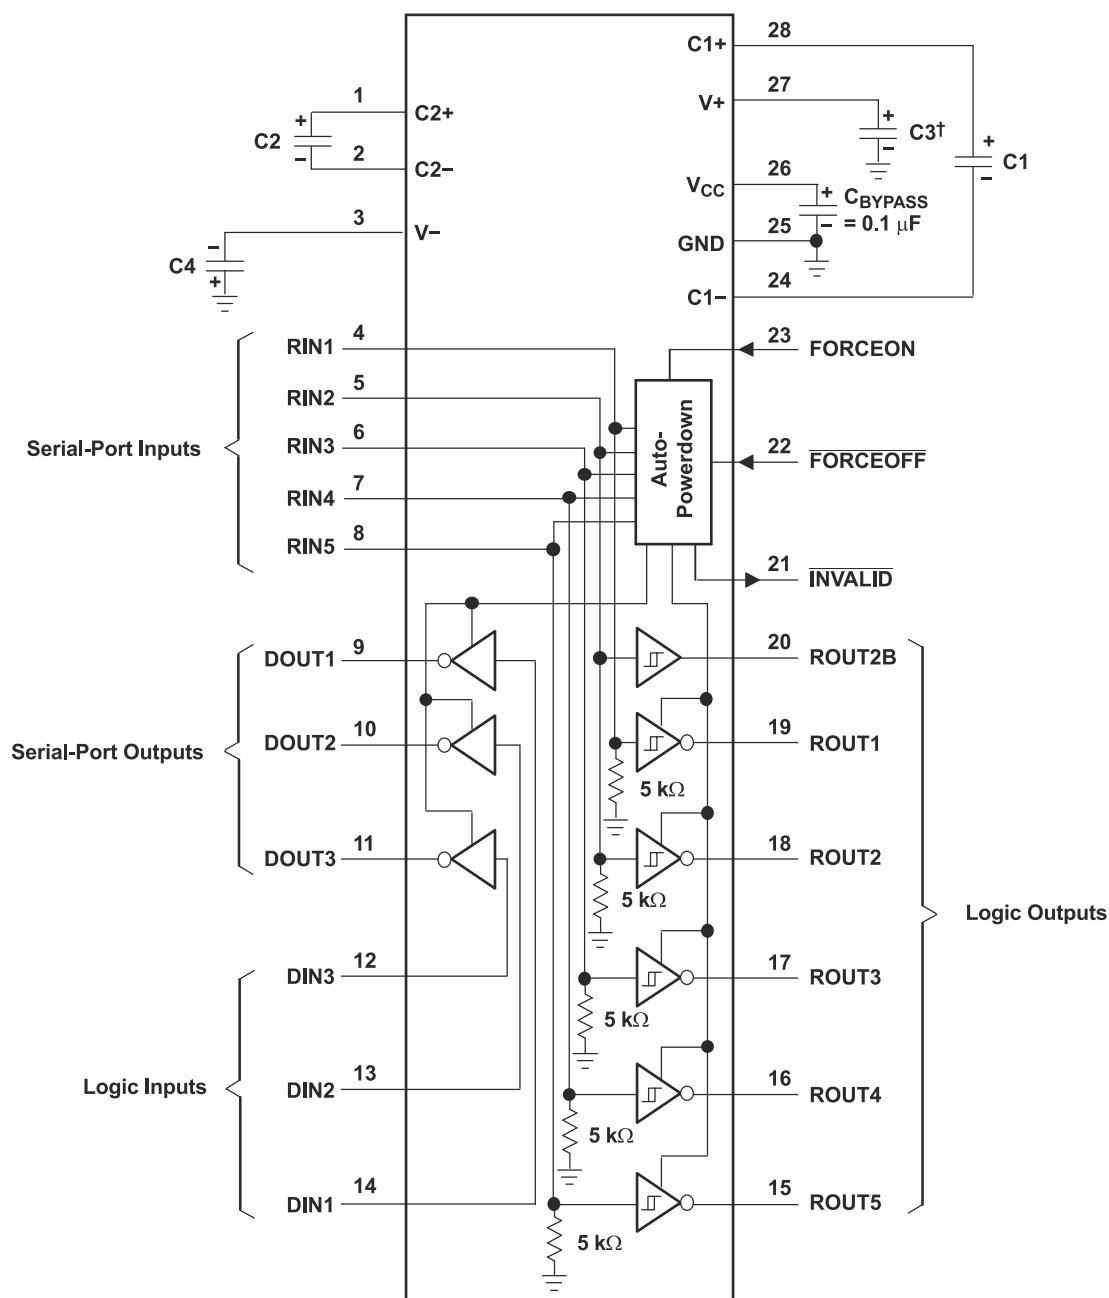 28
C1+
27
V+
C3†
C1
26
VCC
CBYPASS
= 0.1 μF
25
GND
24
C1−
1
C2+
C2
2
C2−
3
V−
C4
+
−
+
−
+
−
+
−
−
+
23
FORCEON
22
FORCEOFF
21
INVALID
Auto-
Powerdown
Serial-Port Inputs
RIN1
4
RIN2
5
RIN3
6
RIN4
7
RIN5
8
Serial-Port Outputs
DOUT1
9
DOUT2
10
DOUT3
11
Logic Inputs
DIN3
12
DIN2
13
DIN1
14
20
ROUT2B
19
ROUT1
5 kΩ
18
ROUT2
5 kΩ
17
ROUT3
5 kΩ
16
ROUT4
5 kΩ
15
ROUT5
5 kΩ
Logic Outputs